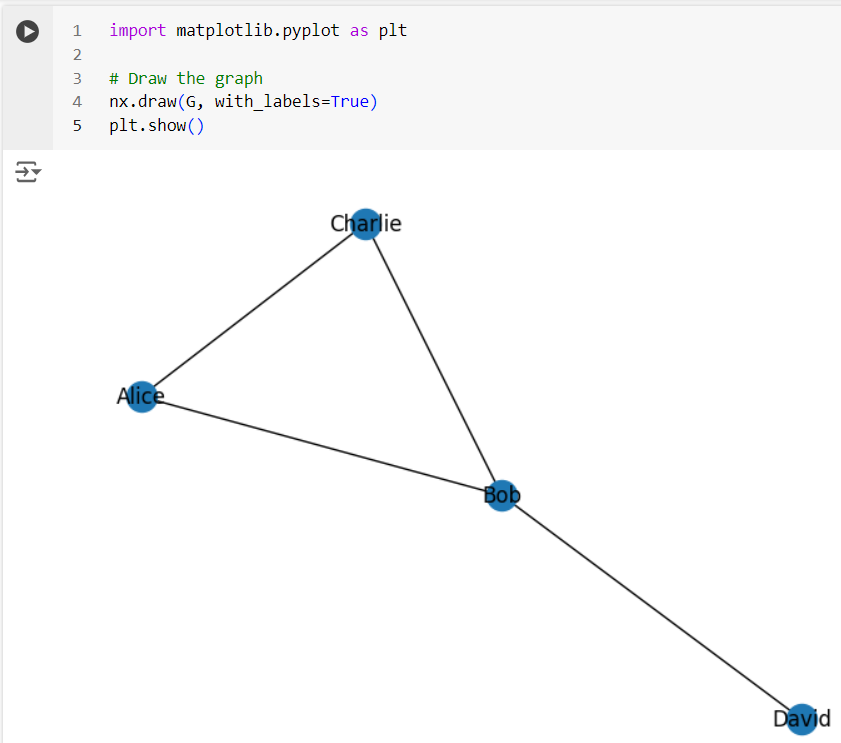 1 import matplotlib.pyplot as plt
2
3 # Draw the graph
4 nx.draw(G, with_labels=True)
5 plt.show()
Charlie
Alice
Bob
David